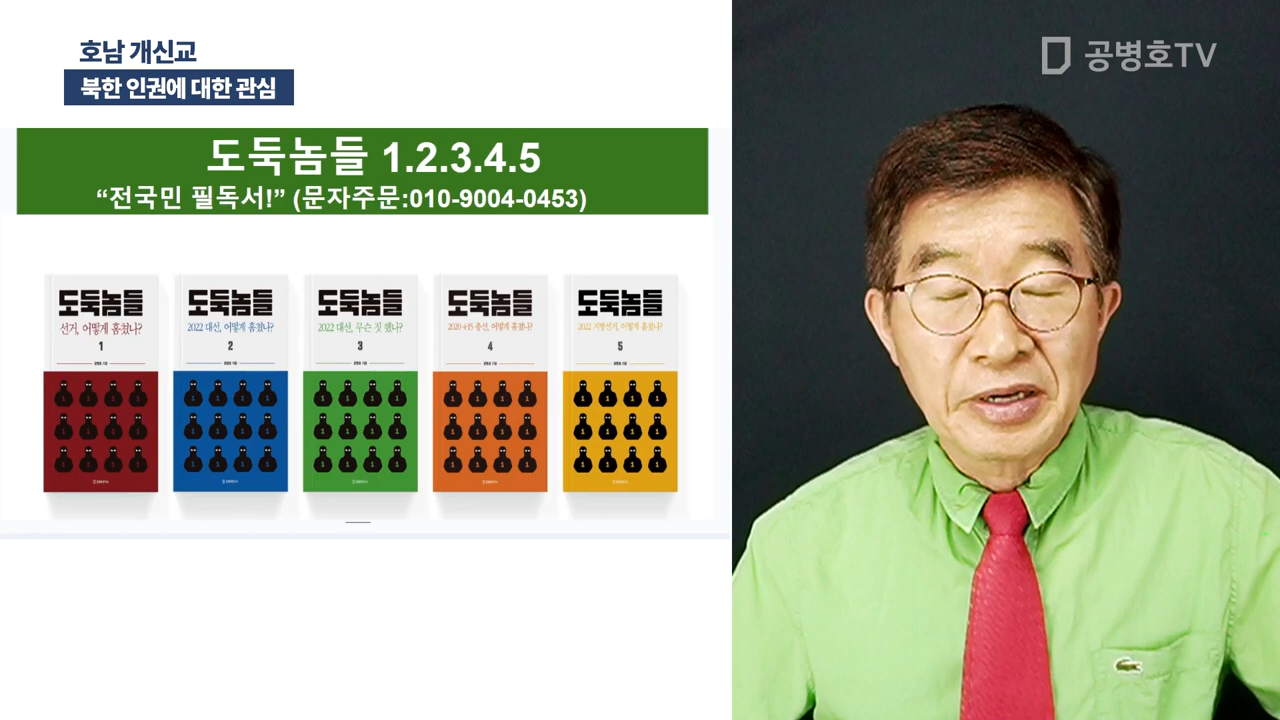 호남 개신교
북한 인권에 대한 관심
공병호TV
도둑놈들 1.2.3.4.5
“전국민 필독서!” (문자주문:010-9004-0453)
도둑놈들
선거, 어떻게 훔쳤나?
1
도둑놈들
2022 대선, 어떻게 훔쳤나?
2
도둑놈들
2022 대선, 무슨 짓 했나?
3
도둑놈들
2020 4·15 총선, 어떻게 훔쳤나?
4
도둑놈들
2022 지방선거, 어떻게 훔쳤나?
5